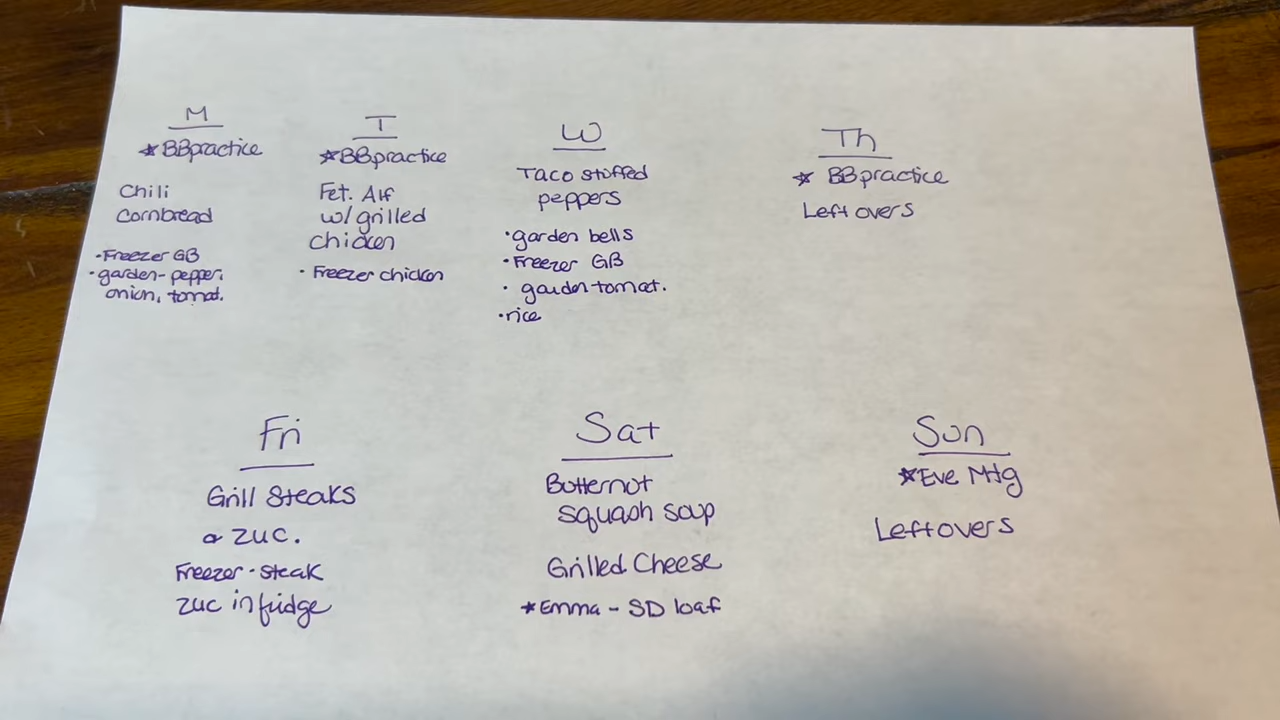 M
★BBpractice
Chili
Cornbread
•Freezer GB
•garden-pepper,
onion, tomat.
T
★BBpractice
Fet. Alf
w/ grilled
chicken
• Freezer chicken
W
Taco stuffed
peppers
•garden bells
•Freezer GB
• garden tomat.
•rice
Th
★ BBpractice
Leftovers
Fri
Grill Steaks
& zuc.
Freezer - steak
zuc in fridge
Sat
Butternut
squash soup
Grilled Cheese
★Emma - SD loaf
Sun
★Eve Mtg
Leftovers